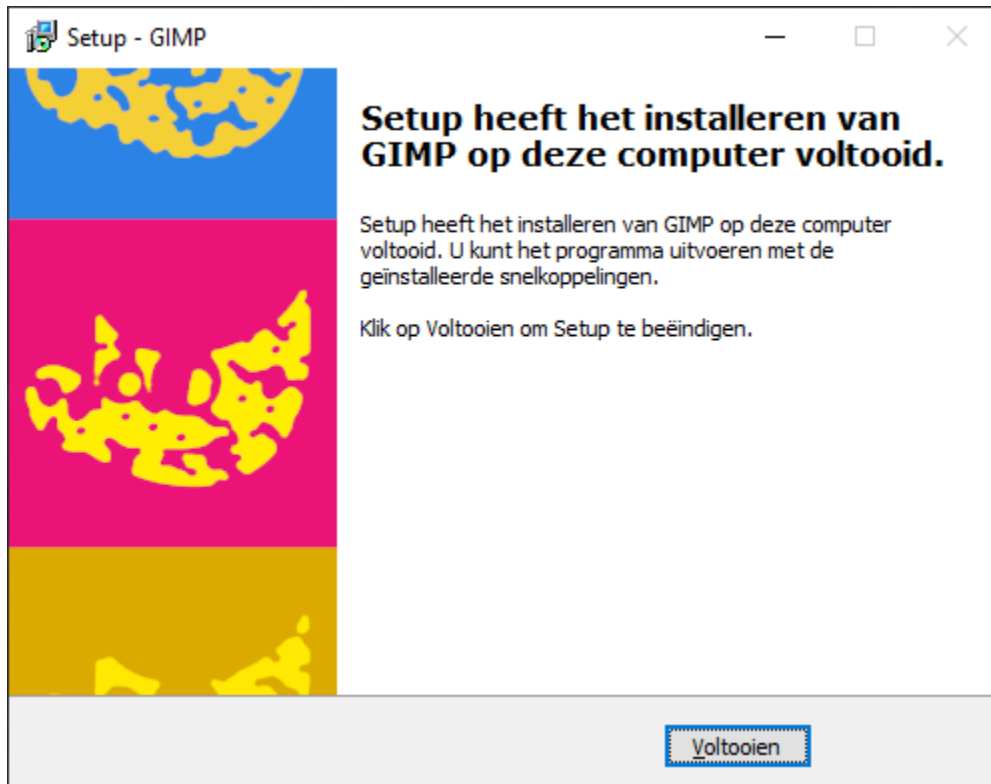 Setup - GIMP
Setup heeft het installeren van
GIMP op deze computer voltooid.
Setup heeft het installeren van GIMP op deze computer
voltooid. U kunt het programma uitvoeren met de
geïnstalleerde snelkoppelingen.
Klik op Voltooien om Setup te beëindigen.
Voltooien